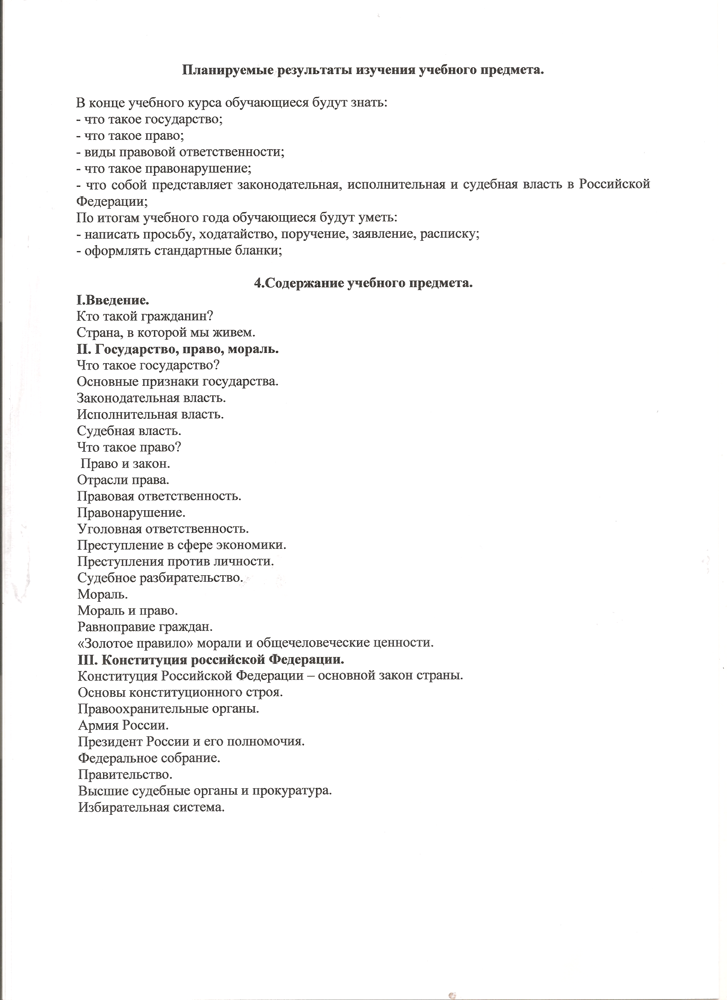 Планируемые результаты изучения учебного предмета.
В конце учебного курса обучающиеся будут знать:
- что такое государство;
- что такое право;
- виды правовой ответственности;
- что такое правонарушение;
- что собой представляет законодательная, исполнительная и судебная власть в Российской
Федерации;
По итогам учебного года обучающиеся будут уметь:
- написать просьбу, ходатайство, поручение, заявление, расписку;
- оформлять стандартные бланки;
4.Содержание учебного предмета.
I.Введение.
Кто такой гражданин?
Страна, в которой мы живем.
II. Государство, право, мораль.
Что такое государство?
Основные признаки государства.
Законодательная власть.
Исполнительная власть.
Судебная власть.
Что такое право?
Право и закон.
Отрасли права.
Правовая ответственность.
Правонарушение.
Уголовная ответственность.
Преступление в сфере экономики.
Преступления против личности.
Судебное разбирательство.
Мораль.
Мораль и право.
Равноправие граждан.
«Золотое правило» морали и общечеловеческие ценности.
III. Конституция российской Федерации.
Конституция Российской Федерации – основной закон страны.
Основы конституционного строя.
Правоохранительные органы.
Армия России.
Президент России и его полномочия.
Федеральное собрание.
Правительство.
Высшие судебные органы и прокуратура.
Избирательная система.